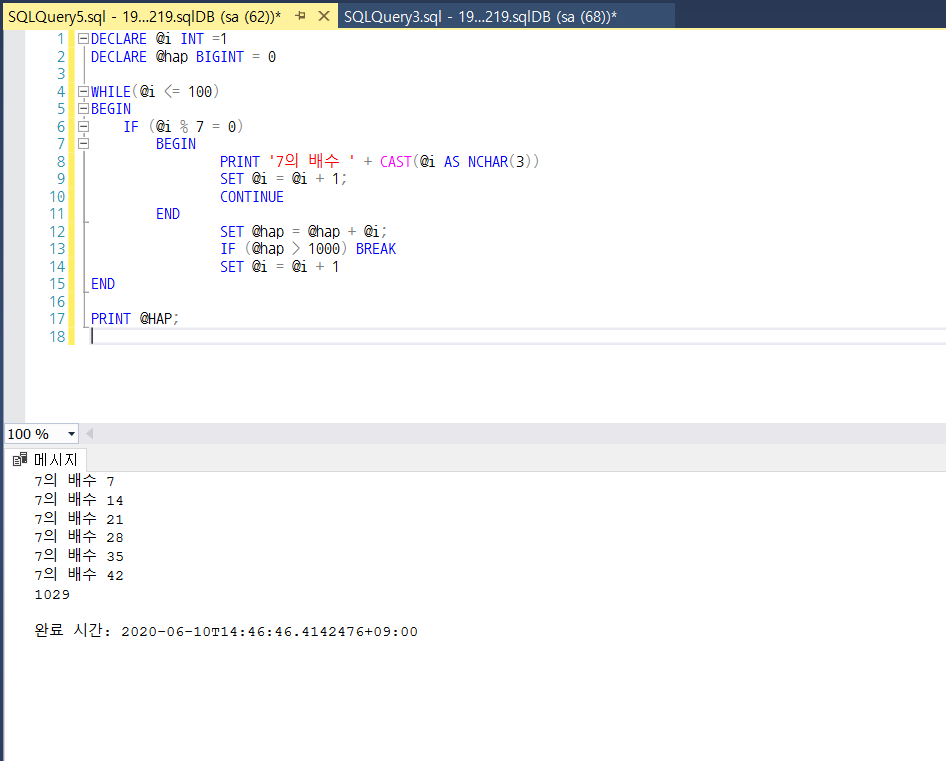 SQLQuery5.sql - 19...219.sqlDB (sa (62))* SQLQuery3.sql - 19...219.sqlDB (sa (68))*
1 DECLARE @i INT =1
2 DECLARE @hap BIGINT = 0
3
4 WHILE(@i <= 100)
5 BEGIN
6 IF (@i % 7 = 0)
7 BEGIN
8 PRINT '7의 배수 ' + CAST(@i AS NCHAR(3))
9 SET @i = @i + 1;
10 CONTINUE
11 END
12 SET @hap = @hap + @i;
13 IF (@hap > 1000) BREAK
14 SET @i = @i + 1
15 END
16
17 PRINT @HAP;
18
100 %
메시지
7의 배수 7
7의 배수 14
7의 배수 21
7의 배수 28
7의 배수 35
7의 배수 42
1029
완료 시간: 2020-06-10T14:46:46.4142476+09:00